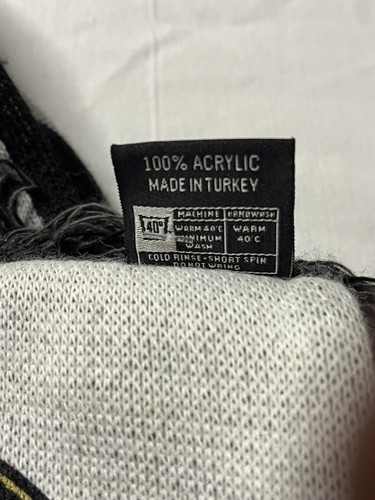 100% ACRYLIC
MADE IN TURKEY
MACHINE HANDWASH
40° WARM 40°C WARM
MINIMUM 40°C
WASH
COLD RINSE·SHORT SPIN
DO NOT WRING